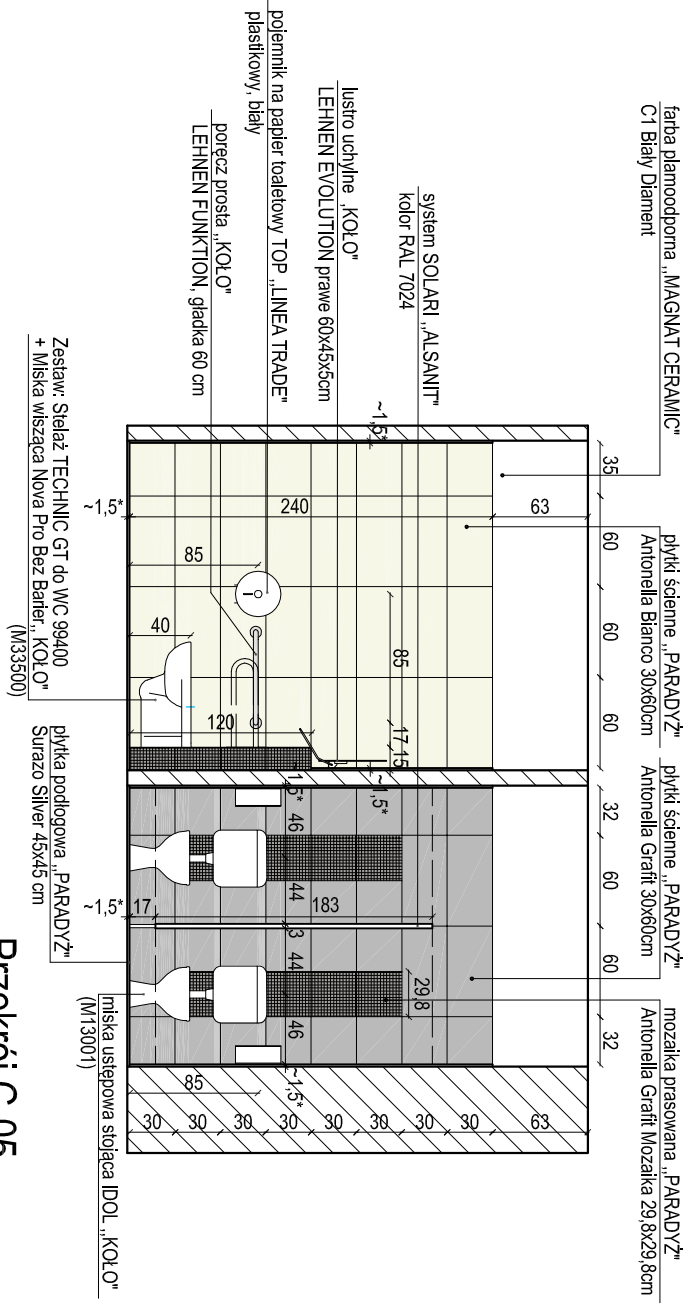 farba plamoodporna „MAGNAT CERAMIC"
C1 Biały Diament
płytki ścienne „PARADYŻ"
Antonella Bianco 30x60cm
płytki ścienne „PARADYŻ"
Antonella Grafit 30x60cm
mozaika prasowana „PARADYŻ"
Antonella Grafit Mozaika 29,8x29,8cm
system SOLARI „ALSANIT"
kolor RAL 7024
lustro uchylne „KOŁO"
LEHNEN EVOLUTION prawe 60x45x5cm
pojemnik na papier toaletowy TOP „LINEA TRADE"
plastikowy, biały
poręcz prosta „KOŁO"
LEHNEN FUNKTION, gładka 60 cm
35
60
60
60
32
60
60
32
~1,5*
240
63
85
40
85
17
15
120
~1,5*
~1,5*
~1,5*
46
44
3
44
46
~1,5*
183
17
~1,5*
29,8
85
30
30
30
30
30
30
30
30
63
Zestaw: Stelaż TECHNIC GT do WC 99400
+ Miska wisząca Nova Pro Bez Barier„ KOŁO"
(M33500)
płytka podłogowa „PARADYŻ"
Surazo Silver 45x45 cm
miska ustępowa stojąca IDOL „KOŁO"
(M13001)
Przekrój C-05